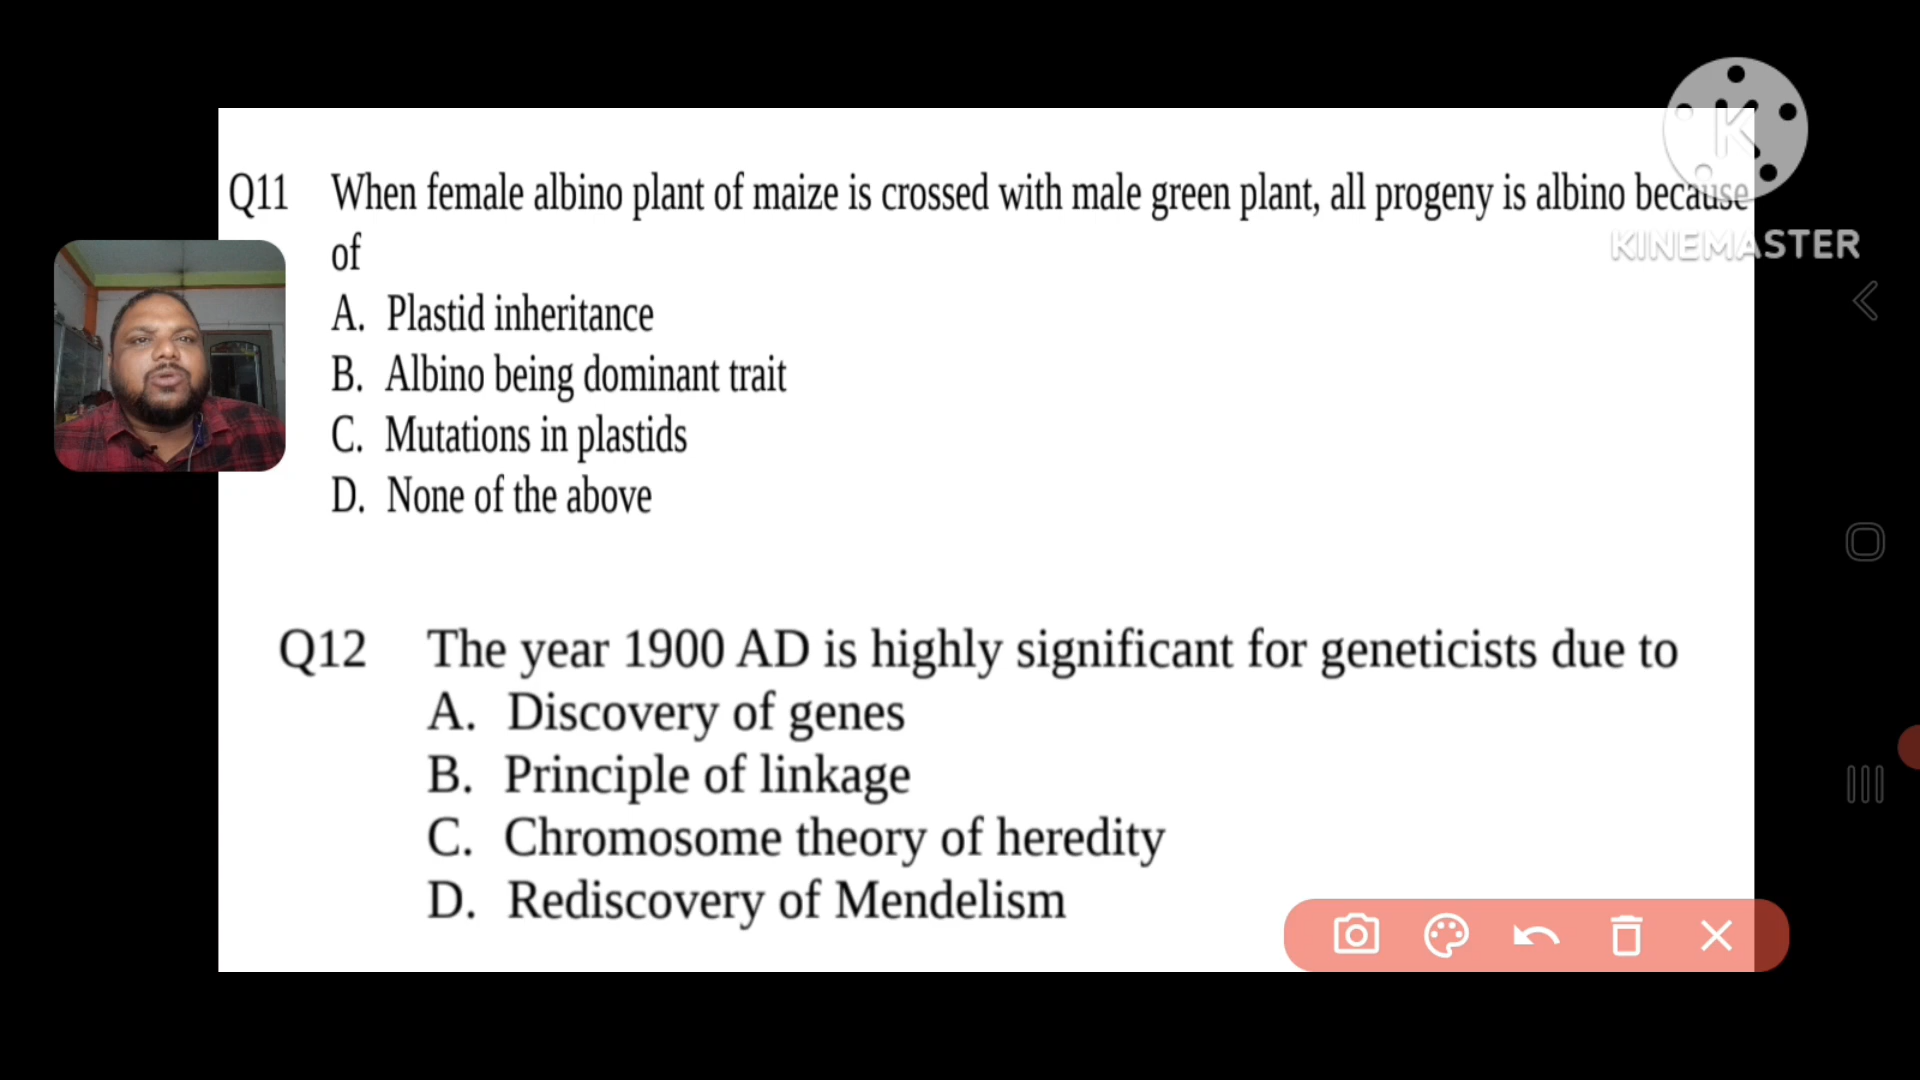 Q11 When female albino plant of maize is crossed with male green plant, all progeny is albino because
of
A. Plastid inheritance
B. Albino being dominant trait
C. Mutations in plastids
D. None of the above
Q12 The year 1900 AD is highly significant for geneticists due to
A. Discovery of genes
B. Principle of linkage
C. Chromosome theory of heredity
D. Rediscovery of Mendelism
K
KINEMASTER